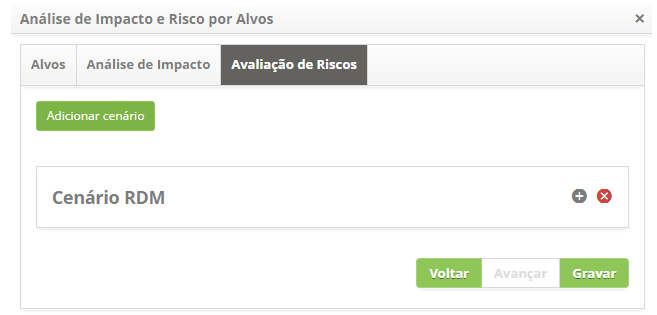 Análise de Impacto e Risco por Alvos ×
Alvos Análise de Impacto Avaliação de Riscos
Adicionar cenário
Cenário RDM
Voltar Avançar Gravar